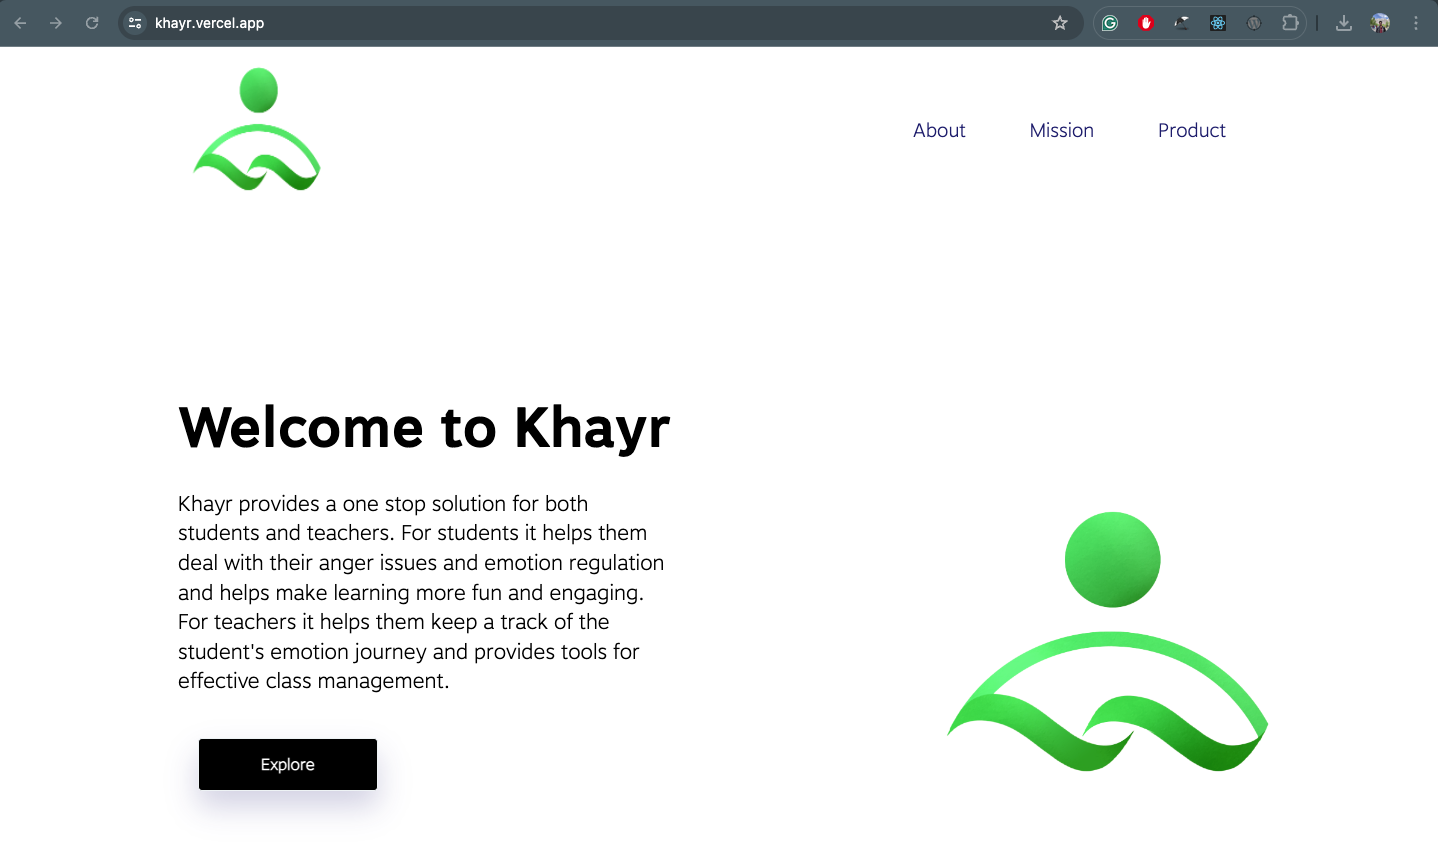 khayr.vercel.app
About Mission Product
Welcome to Khayr
Khayr provides a one stop solution for both
students and teachers. For students it helps them
deal with their anger issues and emotion regulation
and helps make learning more fun and engaging.
For teachers it helps them keep a track of the
student's emotion journey and provides tools for
effective class management.
Explore